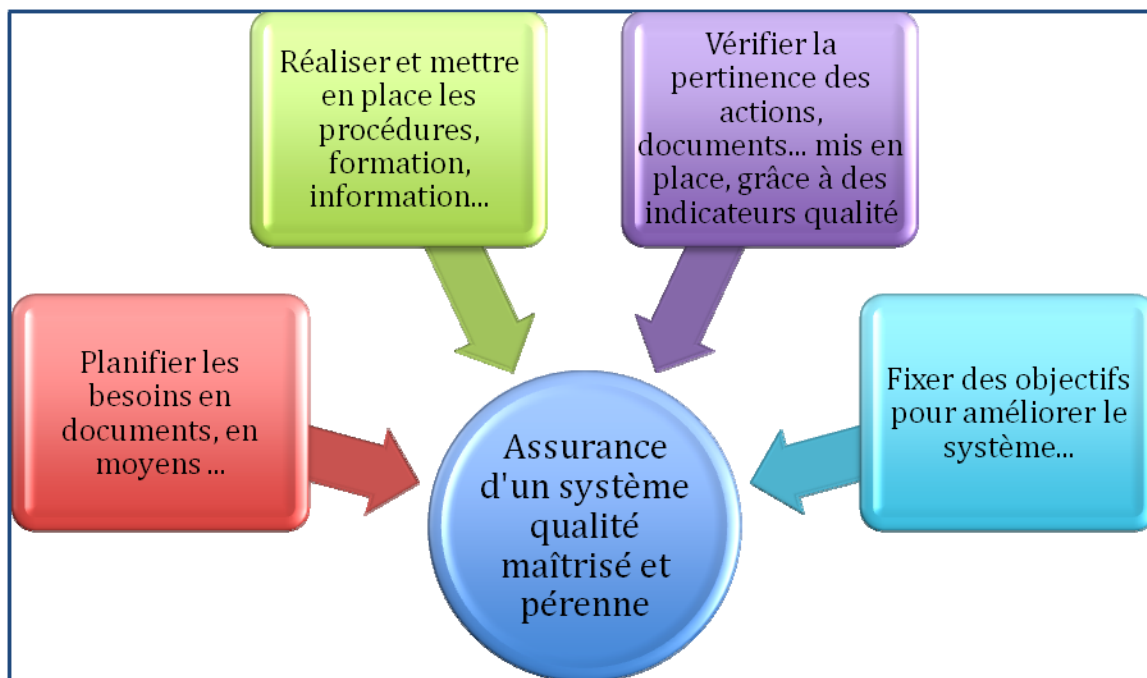 Réaliser et mettre
en place les
procédures,
formation,
information...
Vérifier la
pertinence des
actions,
documents... mis en
place, grâce à des
indicateurs qualité
Planifier les
besoins en
documents, en
moyens ...
Fixer des objectifs
pour améliorer le
système...
Assurance
d'un système
qualité
maîtrisé et
pérenne